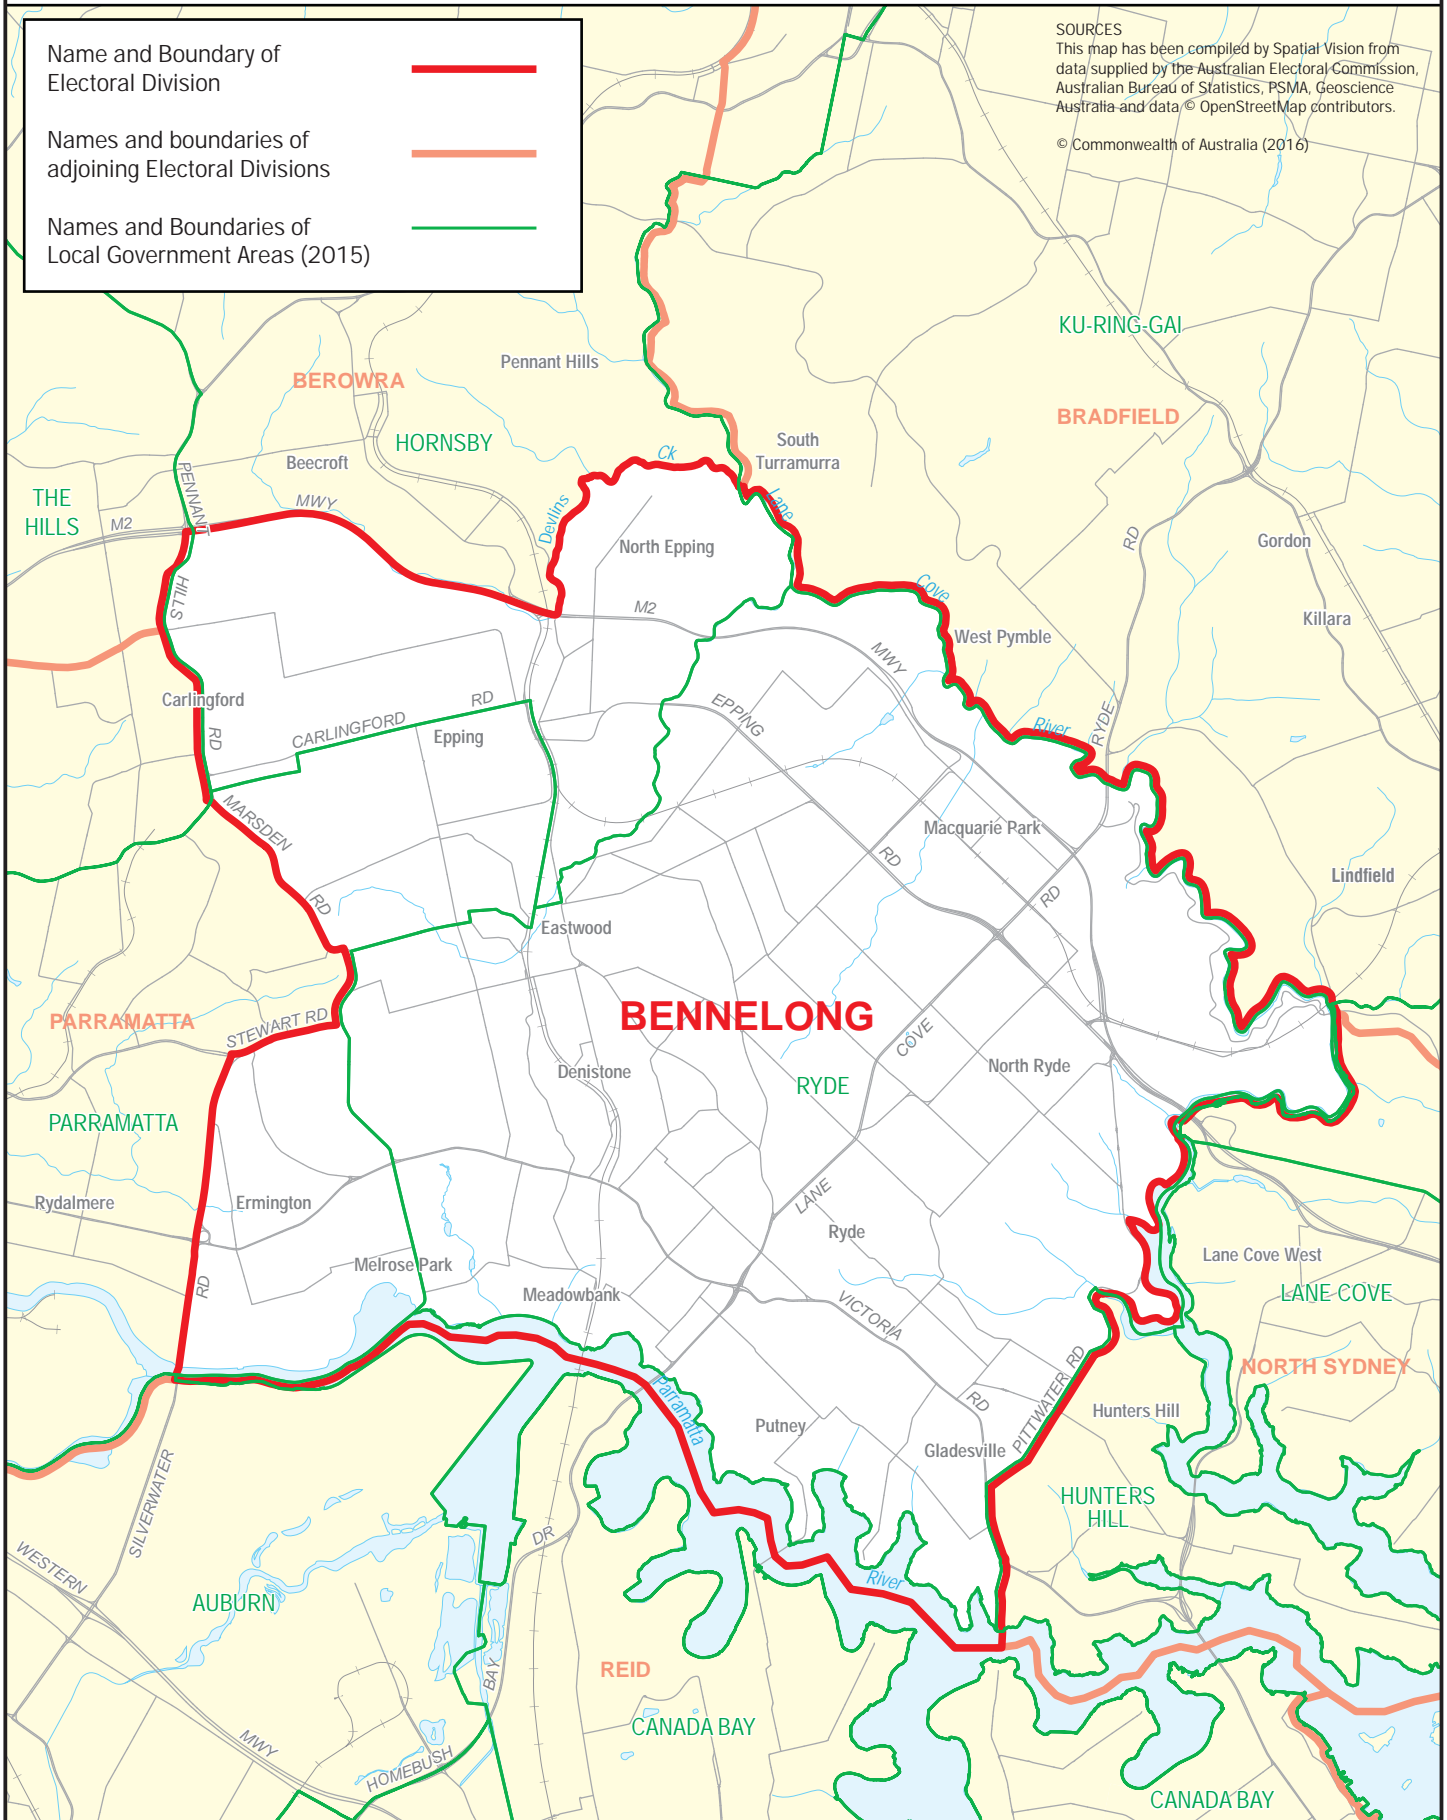 Name and Boundary of
Electoral Division
Names and boundaries of
adjoining Electoral Divisions
Names and Boundaries of
Local Government Areas (2015)
SOURCES
This map has been compiled by Spatial Vision from
data supplied by the Australian Electoral Commission,
Australian Bureau of Statistics, PSMA, Geoscience
Australia and data © OpenStreetMap contributors.
© Commonwealth of Australia (2016)
KU-RING-GAI
Pennant Hills
BEROWRA
BRADFIELD
HORNSBY
South
Turramurra
Beecroft
Ck
PENNANT
THE
HILLS
M2
MWY
Devlins
Lane
North Epping
RD
Gordon
HILLS
M2
Cove
Killara
West Pymble
MWY
Carlingford
RD
CARLINGFORD
RD
Epping
EPPING
River
RYDE
MARSDEN
Macquarie Park
RD
Lindfield
RD
RD
Eastwood
BENNELONG
PARRAMATTA
STEWART RD
COVE
Denistone
North Ryde
RYDE
PARRAMATTA
Rydalmere
Ermington
LANE
Ryde
RD
Melrose Park
Lane Cove West
Meadowbank
LANE COVE
VICTORIA
NORTH SYDNEY
Parramatta
RD
PITTWATER RD
Hunters Hill
Putney
Gladesville
SILVERWATER
HUNTERS
HILL
DR
WESTERN
River
AUBURN
REID
BAY
CANADA BAY
MWY
HOMEBUSH
CANADA BAY